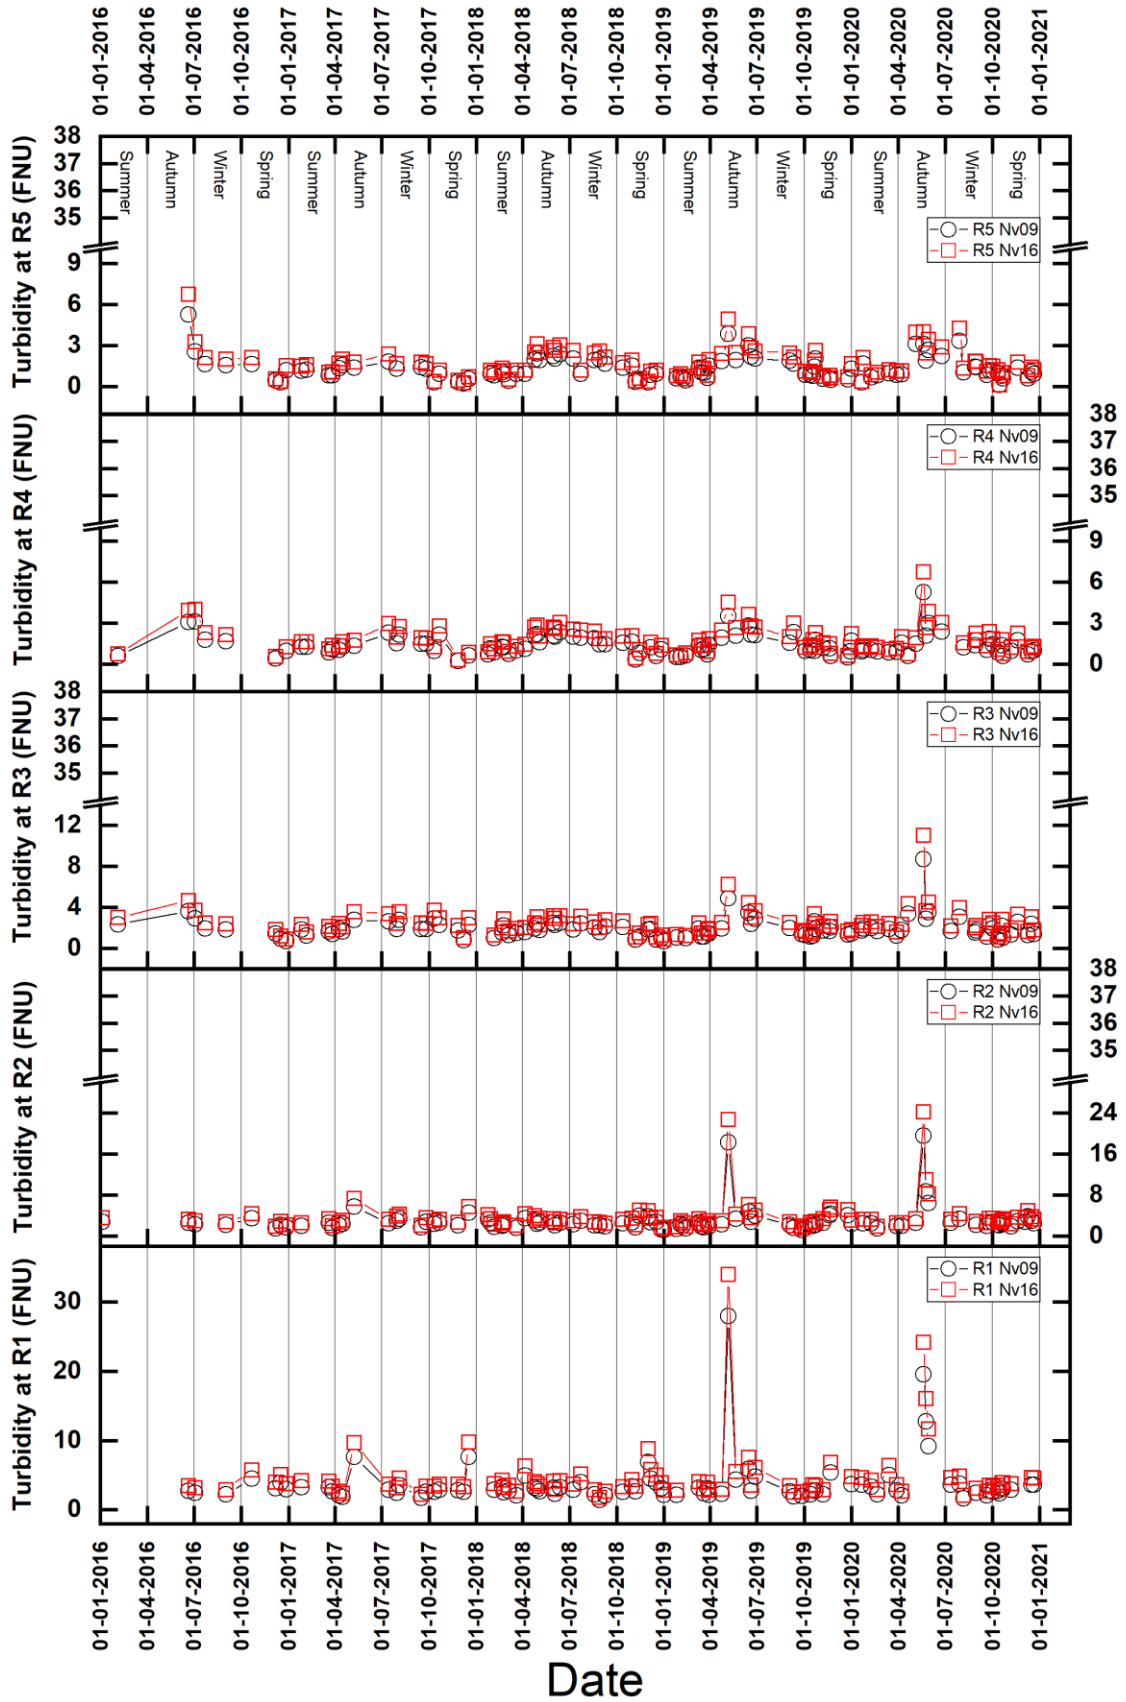 01-01-2016
01-04-2016
01-07-2016
01-10-2016
01-01-2017
01-04-2017
01-07-2017
01-10-2017
01-01-2018
01-04-2018
01-07-2018
01-10-2018
01-01-2019
01-04-2019
01-07-2019
01-10-2019
01-01-2020
01-04-2020
01-07-2020
01-10-2020
01-01-2021
Turbidity at R5 (FNU)
38
37
36
35
9
6
3
0
Summer
Autumn
Winter
Spring
Summer
Autumn
Winter
Spring
Summer
Autumn
Winter
Spring
Summer
Autumn
Winter
Spring
Summer
Autumn
Winter
Spring
R5 Nv09
R5 Nv16
Turbidity at R4 (FNU)
38
37
36
35
9
6
3
0
R4 Nv09
R4 Nv16
Turbidity at R3 (FNU)
38
37
36
35
12
8
4
0
R3 Nv09
R3 Nv16
Turbidity at R2 (FNU)
38
37
36
35
24
16
8
0
R2 Nv09
R2 Nv16
Turbidity at R1 (FNU)
30
20
10
0
R1 Nv09
R1 Nv16
01-01-2016
01-04-2016
01-07-2016
01-10-2016
01-01-2017
01-04-2017
01-07-2017
01-10-2017
01-01-2018
01-04-2018
01-07-2018
01-10-2018
01-01-2019
01-04-2019
01-07-2019
01-10-2019
01-01-2020
01-04-2020
01-07-2020
01-10-2020
01-01-2021
Date